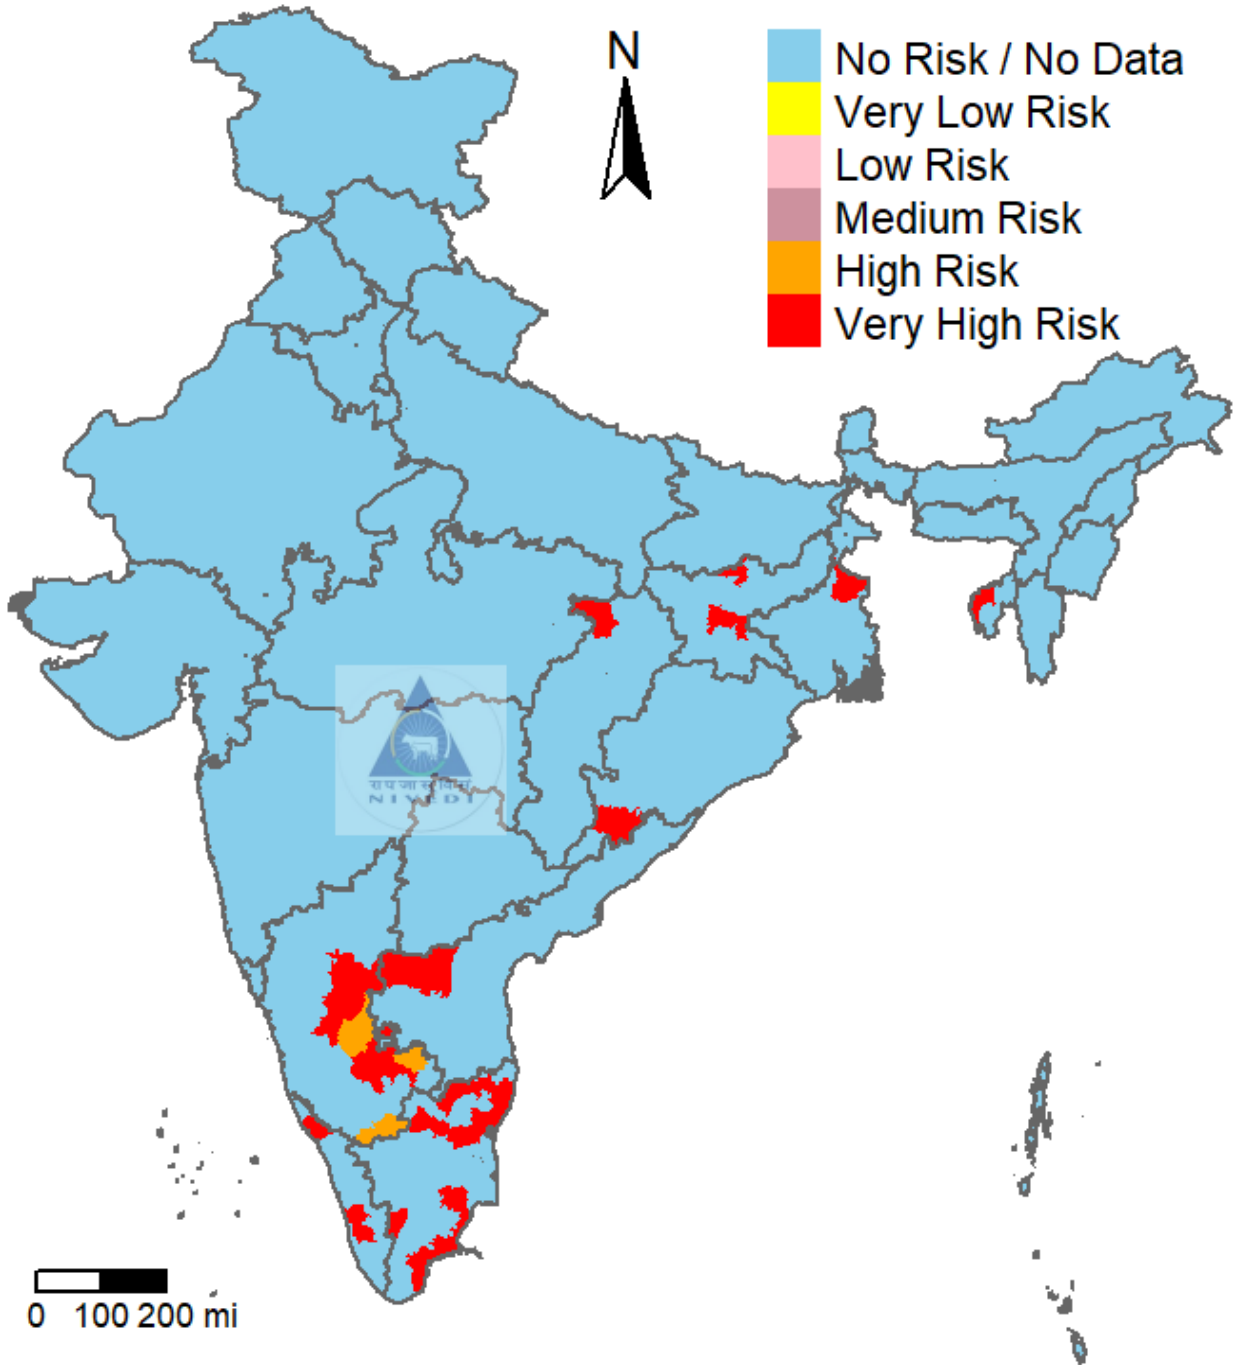 N
No Risk / No Data
Very Low Risk
Low Risk
Medium Risk
High Risk
Very High Risk
NIVEDI
0 100 200 mi